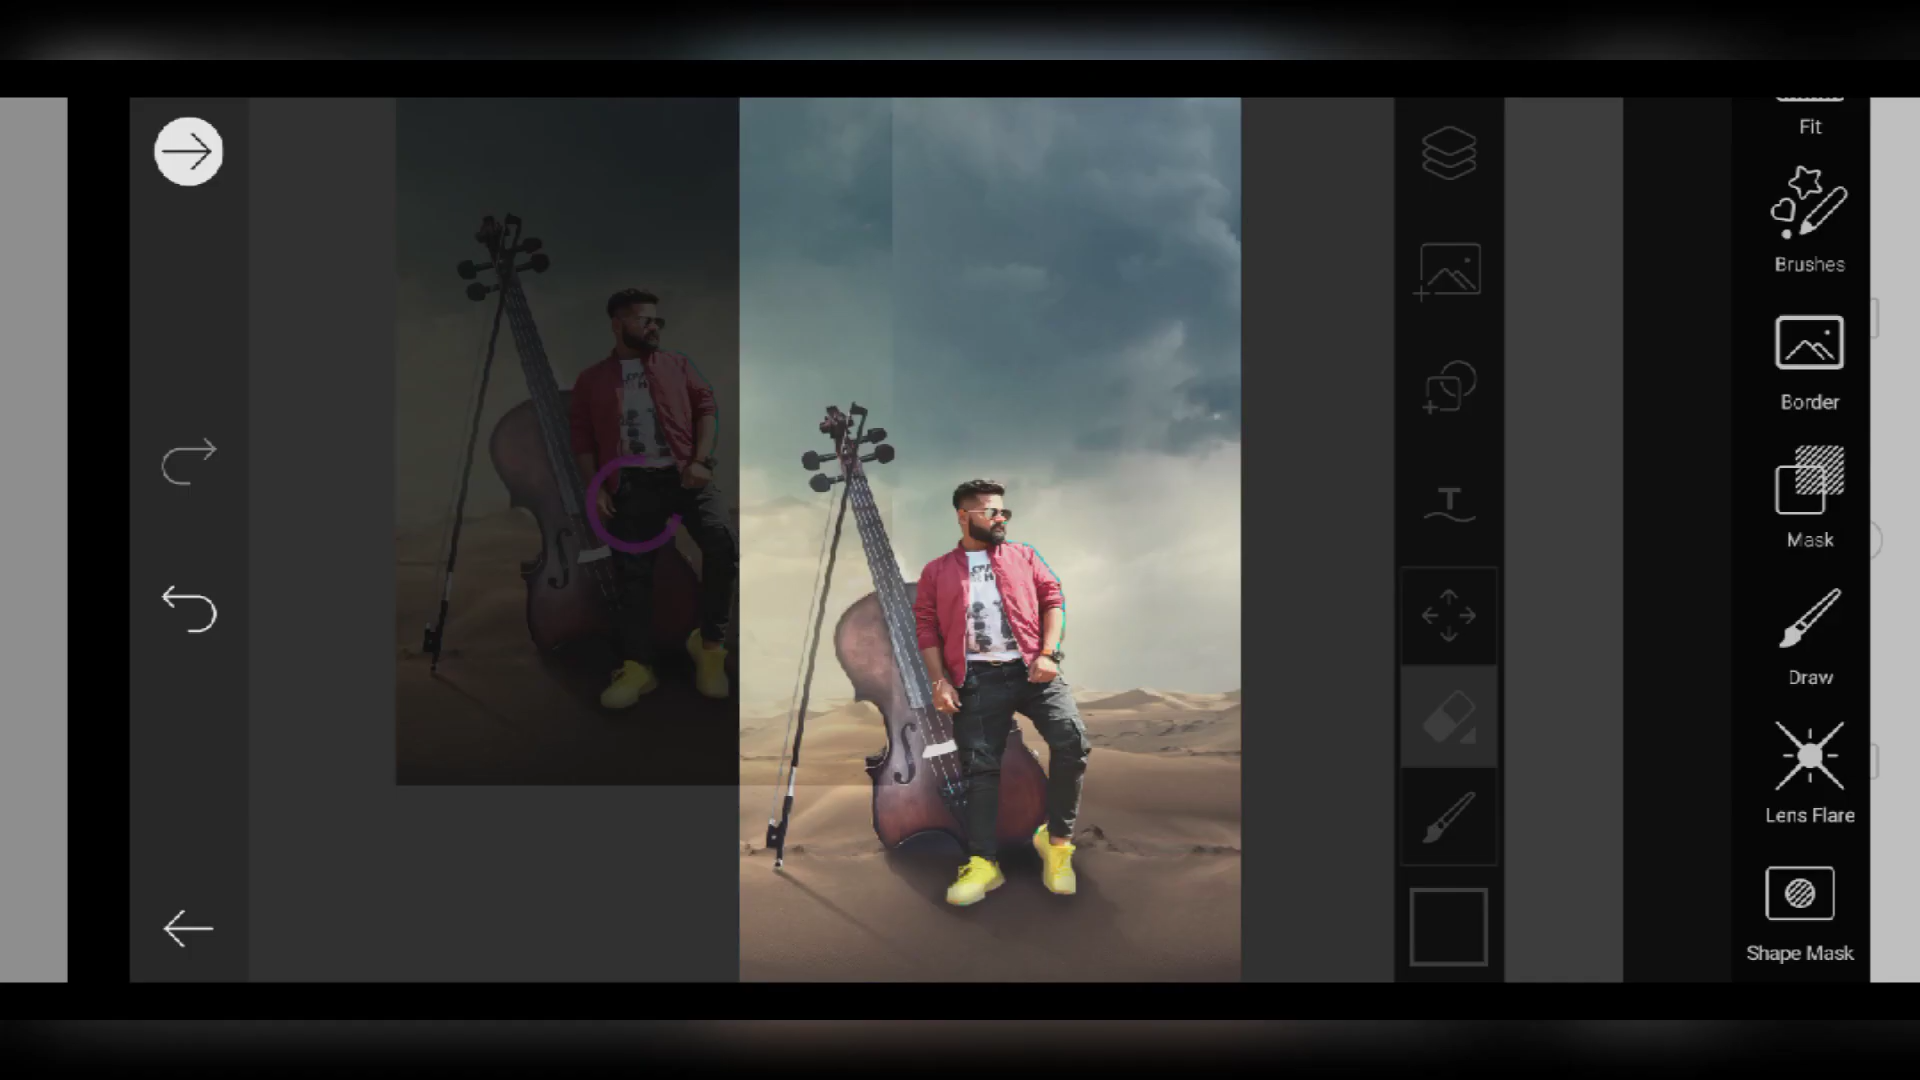 Fit
Brushes
Border
Mask
Draw
Lens Flare
Shape Mask
T